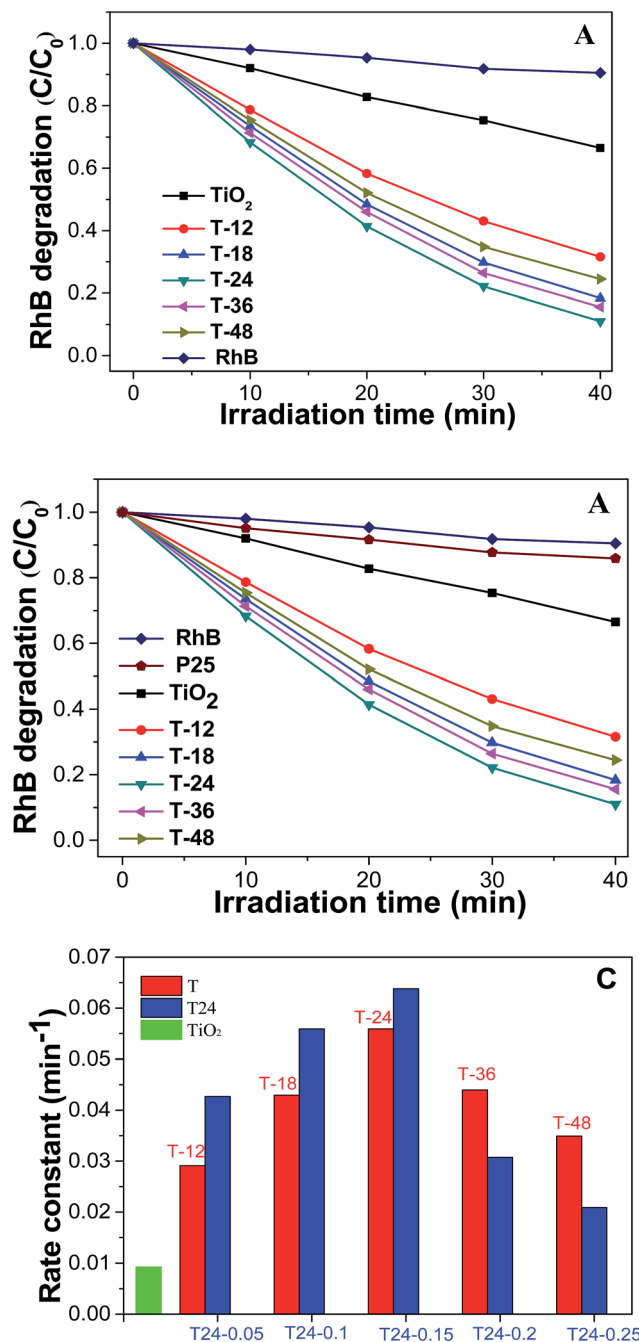 A
1.0
0.8
0.6
0.4
0.2
0.0
RhB degradation (C/C0)
TiO2
T-12
T-18
T-24
T-36
T-48
RhB
0 10 20 30 40
Irradiation time (min)
A
1.0
0.8
0.6
0.4
0.2
0.0
RhB degradation (C/C0)
RhB
P25
TiO2
T-12
T-18
T-24
T-36
T-48
0 10 20 30 40
Irradiation time (min)
C
0.07
0.06
0.05
0.04
0.03
0.02
0.01
0.00
Rate constant (min-1)
T
T24
TiO2
T-12
T-18
T-24
T-36
T-48
T24-0.05 T24-0.1 T24-0.15 T24-0.2 T24-0.25